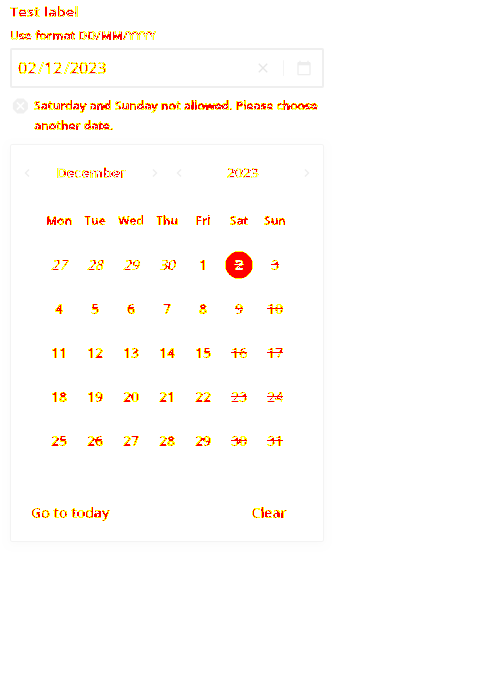 Test label
Use format DD/MM/YYYY
02/12/2023
Saturday and Sunday not allowed. Please choose
another date.
December 2023
Mon Tue Wed Thu Fri Sat Sun
27 28 29 30 1 2 3
4 5 6 7 8 9 10
11 12 13 14 15 16 17
18 19 20 21 22 23 24
25 26 27 28 29 30 31
Go to today Clear